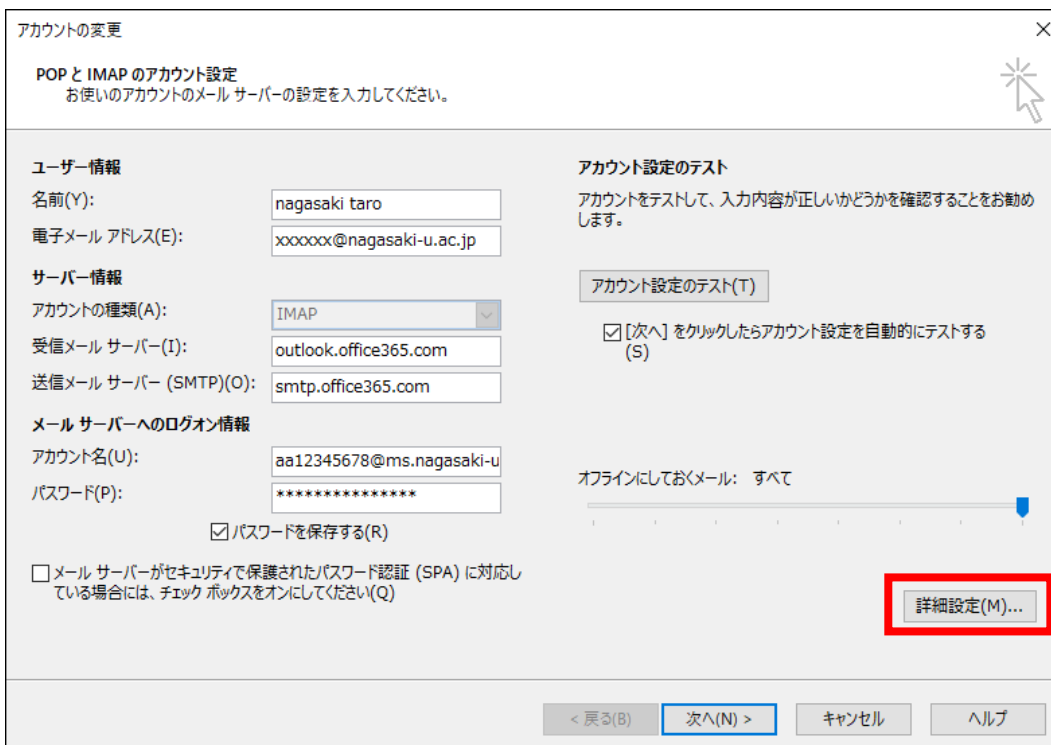 アカウントの変更
POP と IMAP のアカウント設定
お使いのアカウントのメール サーバーの設定を入力してください。
ユーザー情報
名前(Y):
nagasaki taro
電子メール アドレス(E):
xxxxxx@nagasaki-u.ac.jp
サーバー情報
アカウントの種類(A):
IMAP
受信メール サーバー(I):
outlook.office365.com
送信メール サーバー (SMTP)(O):
smtp.office365.com
メール サーバーへのログオン情報
アカウント名(U):
aa12345678@ms.nagasaki-u
パスワード(P):
***************
パスワードを保存する(R)
メール サーバーがセキュリティで保護されたパスワード認証 (SPA) に対応し
ている場合には、チェック ボックスをオンにしてください(Q)
アカウント設定のテスト
アカウントをテストして、入力内容が正しいかどうかを確認することをお勧め
します。
アカウント設定のテスト(T)
[次へ] をクリックしたらアカウント設定を自動的にテストする
(S)
オフラインにしておくメール: すべて
詳細設定(M)...
< 戻る(B)
次へ(N) >
キャンセル
ヘルプ